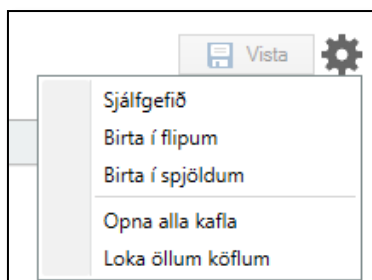 Vista
Sjálfgefið
Birta í flipum
Birta í spjöldum
Opna alla kafla
Loka öllum köflum